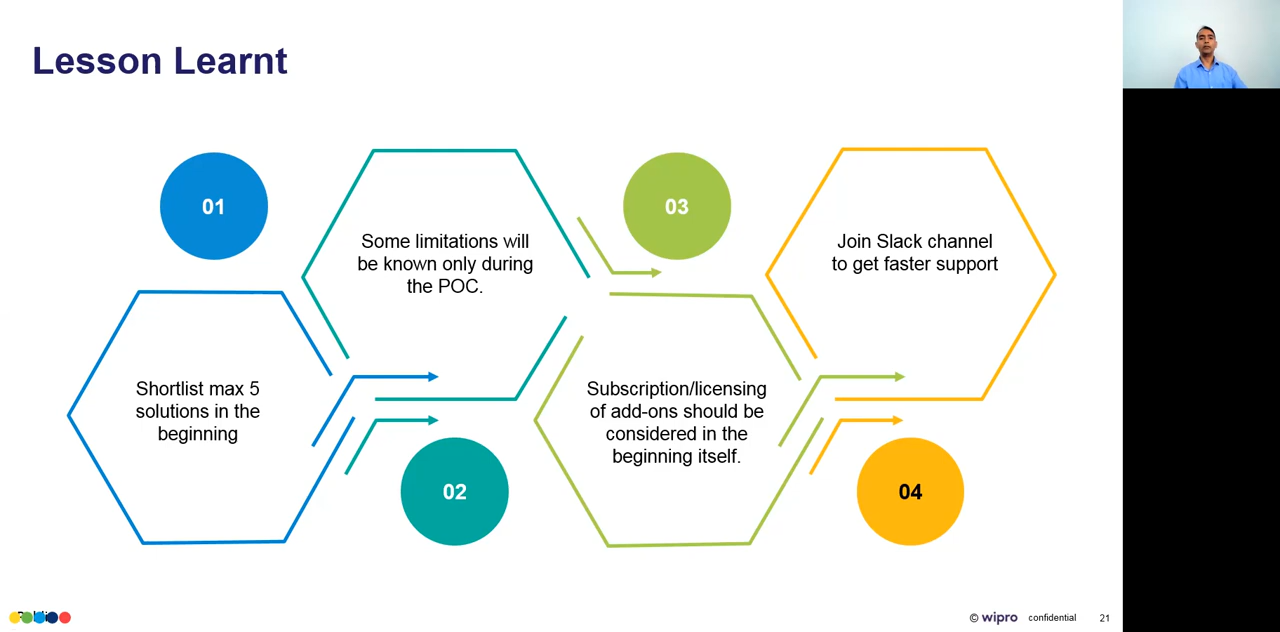 Lesson Learnt
01
Shortlist max 5
solutions in the
beginning
02
Some limitations will
be known only during
the POC.
03
Subscription/licensing
of add-ons should be
considered in the
beginning itself.
04
Join Slack channel
to get faster support
© wipro confidential 21